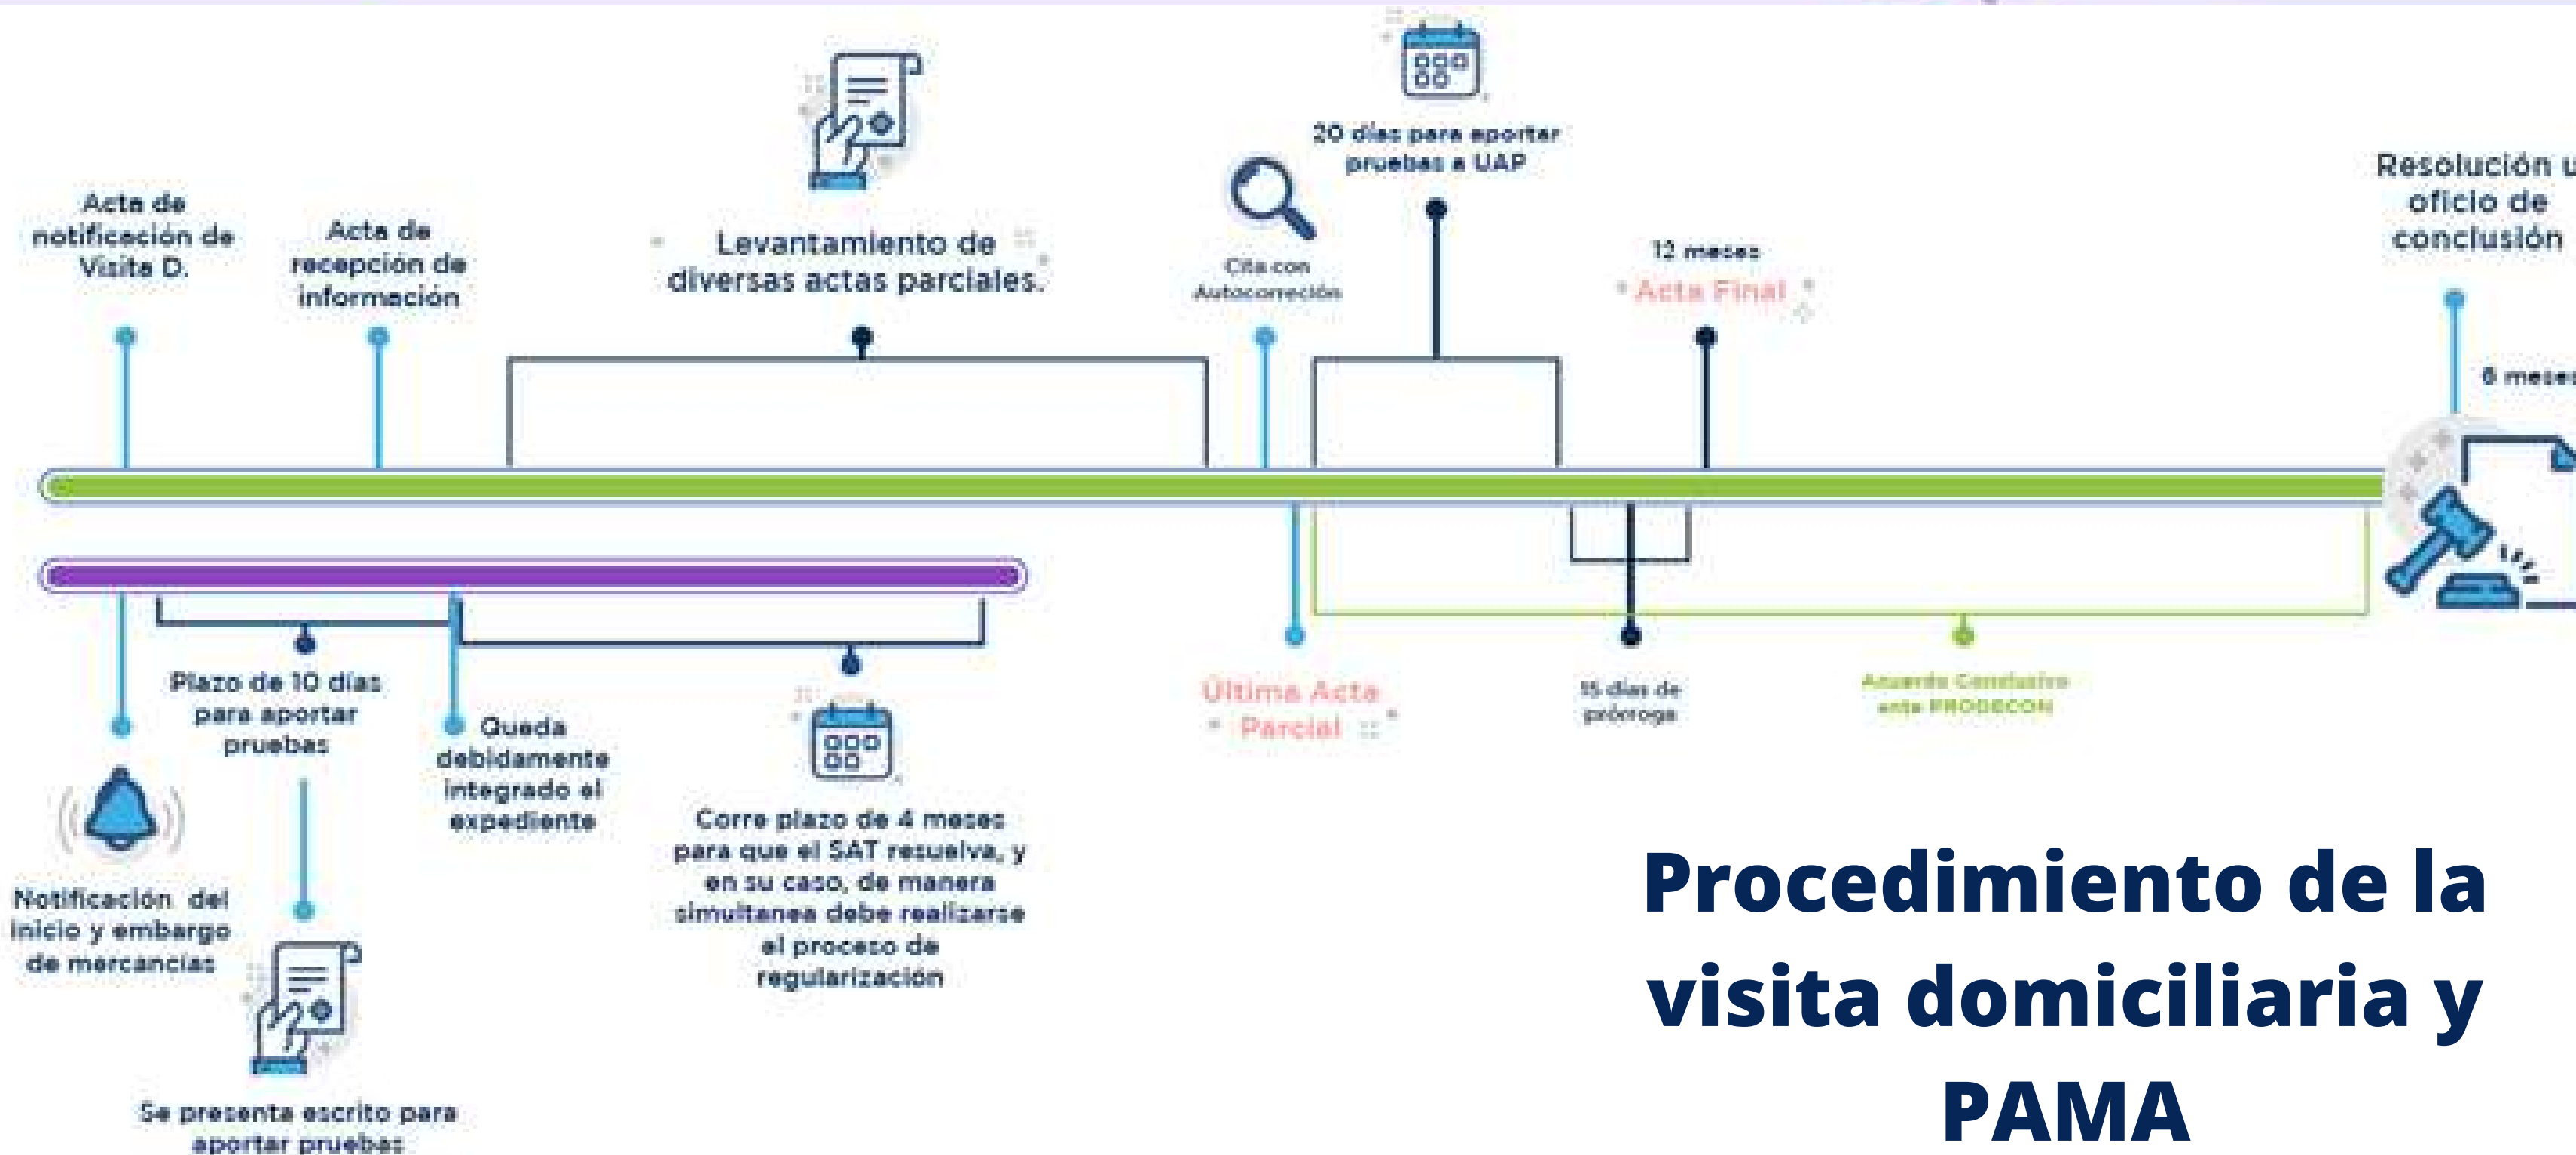 Acta de
notificación de
Visita D.
Acta de
recepción de
información
Levantamiento de
diversas actas parciales.
Cita con
Autocorreción
20 días para aportar
pruebas a UAP
12 meses
Acta Final
Resolución u
oficio de
conclusión
6 meses
Última Acta
Parcial
15 días de
prórroga
Acuerdo Conclusivo
ante PRODECON
Notificación del
inicio y embargo
de mercancías
Plazo de 10 días
para aportar
pruebas
Se presenta escrito para
aportar pruebas
Queda
debidamente
integrado el
expediente
Corre plazo de 4 meses
para que el SAT resuelva, y
en su caso, de manera
simultanea debe realizarse
el proceso de
regularización
Procedimiento de la
visita domiciliaria y
PAMA